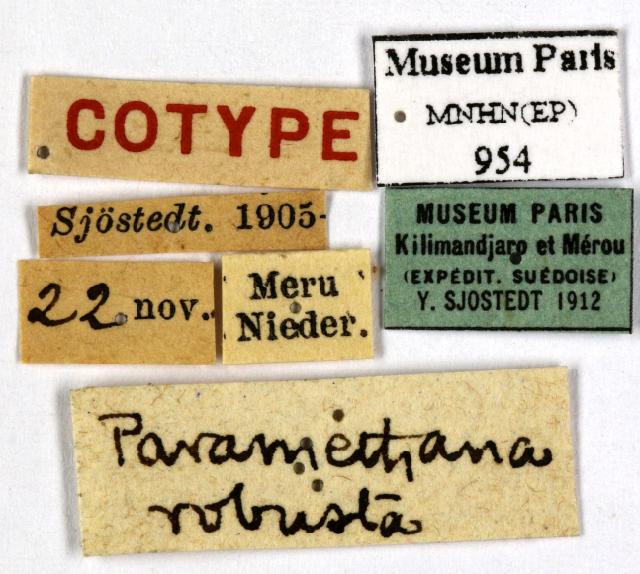 COTYPE
Museum Paris
MNHN(EP)
954
Sjöstedt. 1905-
22 nov.
Meru
Nieder.
MUSEUM PARIS
Kilimandjaro et Mérou
(EXPÉDIT. SUÉDOISE)
Y. SJOSTEDT 1912
robusta